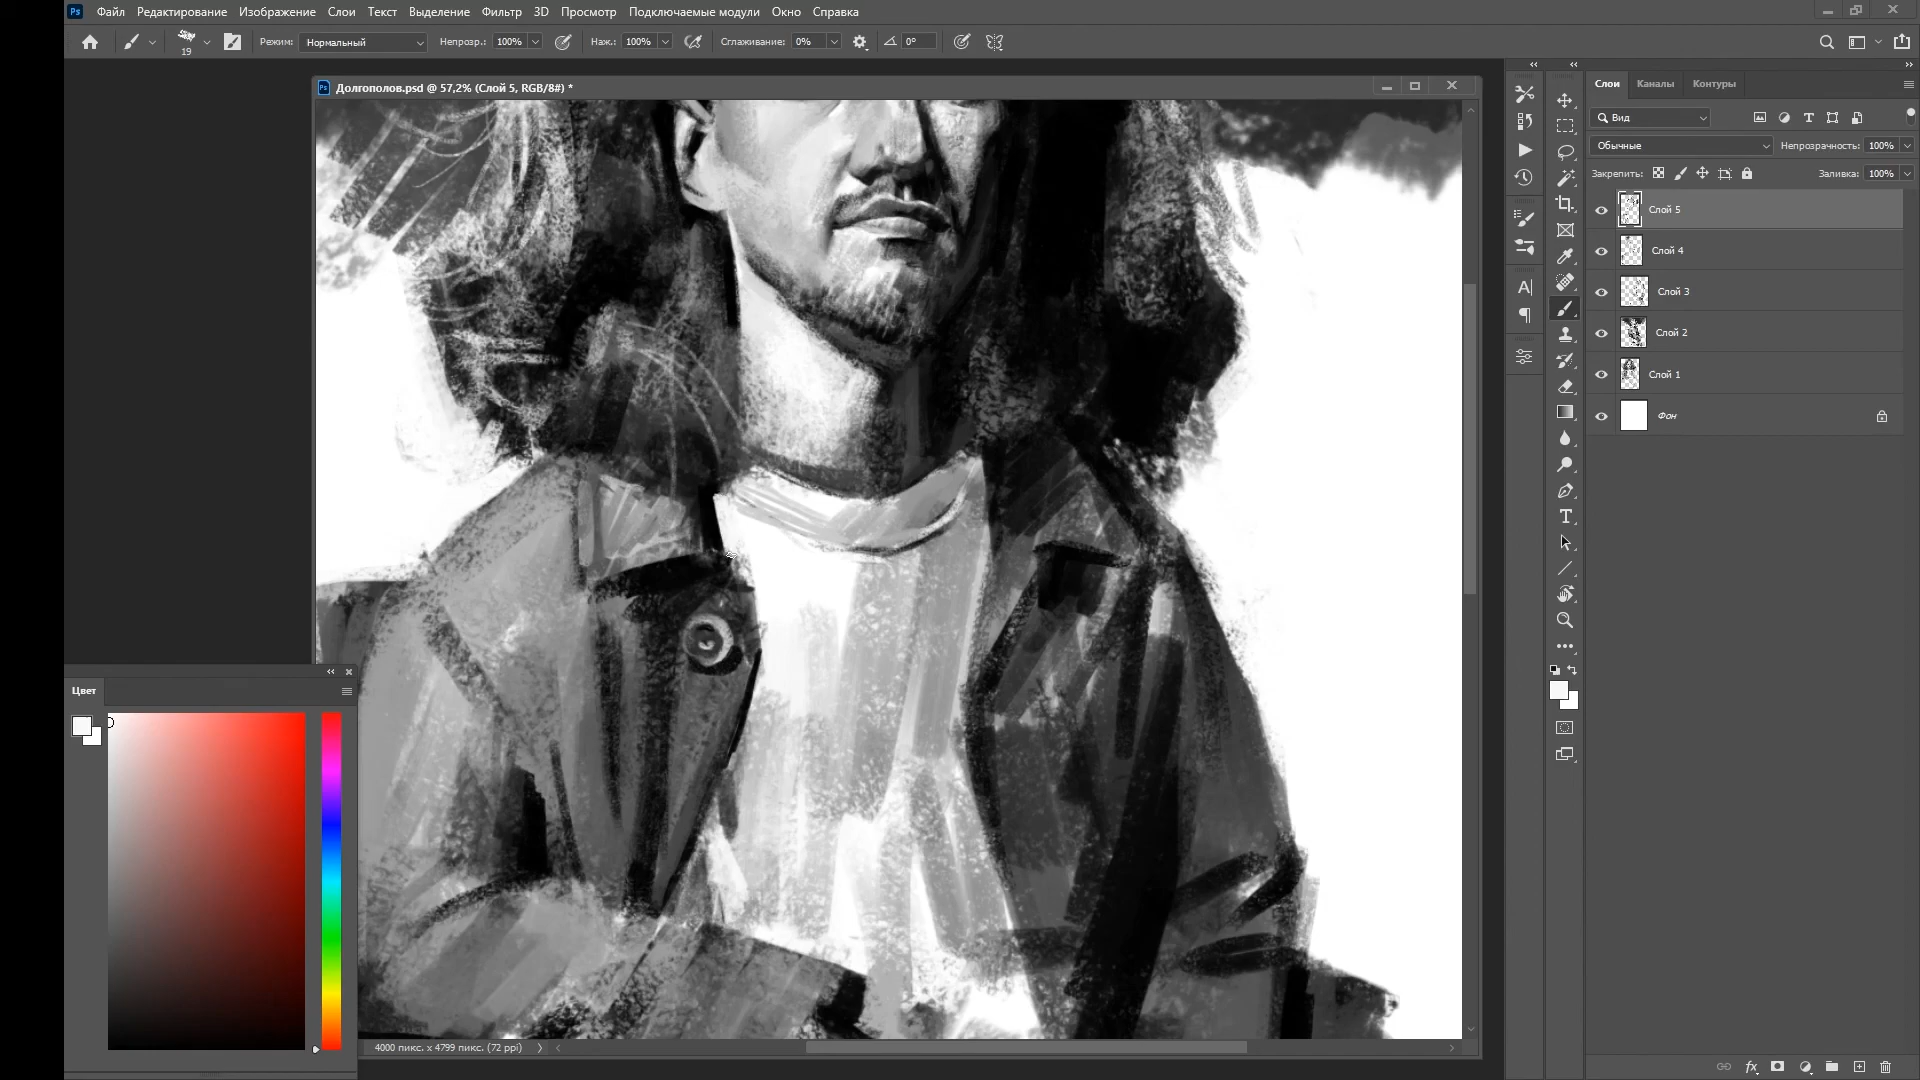 Ps Файл Редактирование Изображение Слои Текст Выделение Фильтр 3D Просмотр Подключаемые модули Окно Справка
19 Режим: Нормальный Непрозр.: 100% Наж.: 100% Сглаживание: 0% 0°
Ps Долгополов.psd @ 57,2% (Слой 5, RGB/8#) *
Слои Каналы Контуры
Вид
Обычные Непрозрачность: 100%
Закрепить: Заливка: 100%
Слой 5
Слой 4
Слой 3
Слой 2
Слой 1
Фон
Цвет
4000 пикс. x 4799 пикс. (72 ppi)
fx